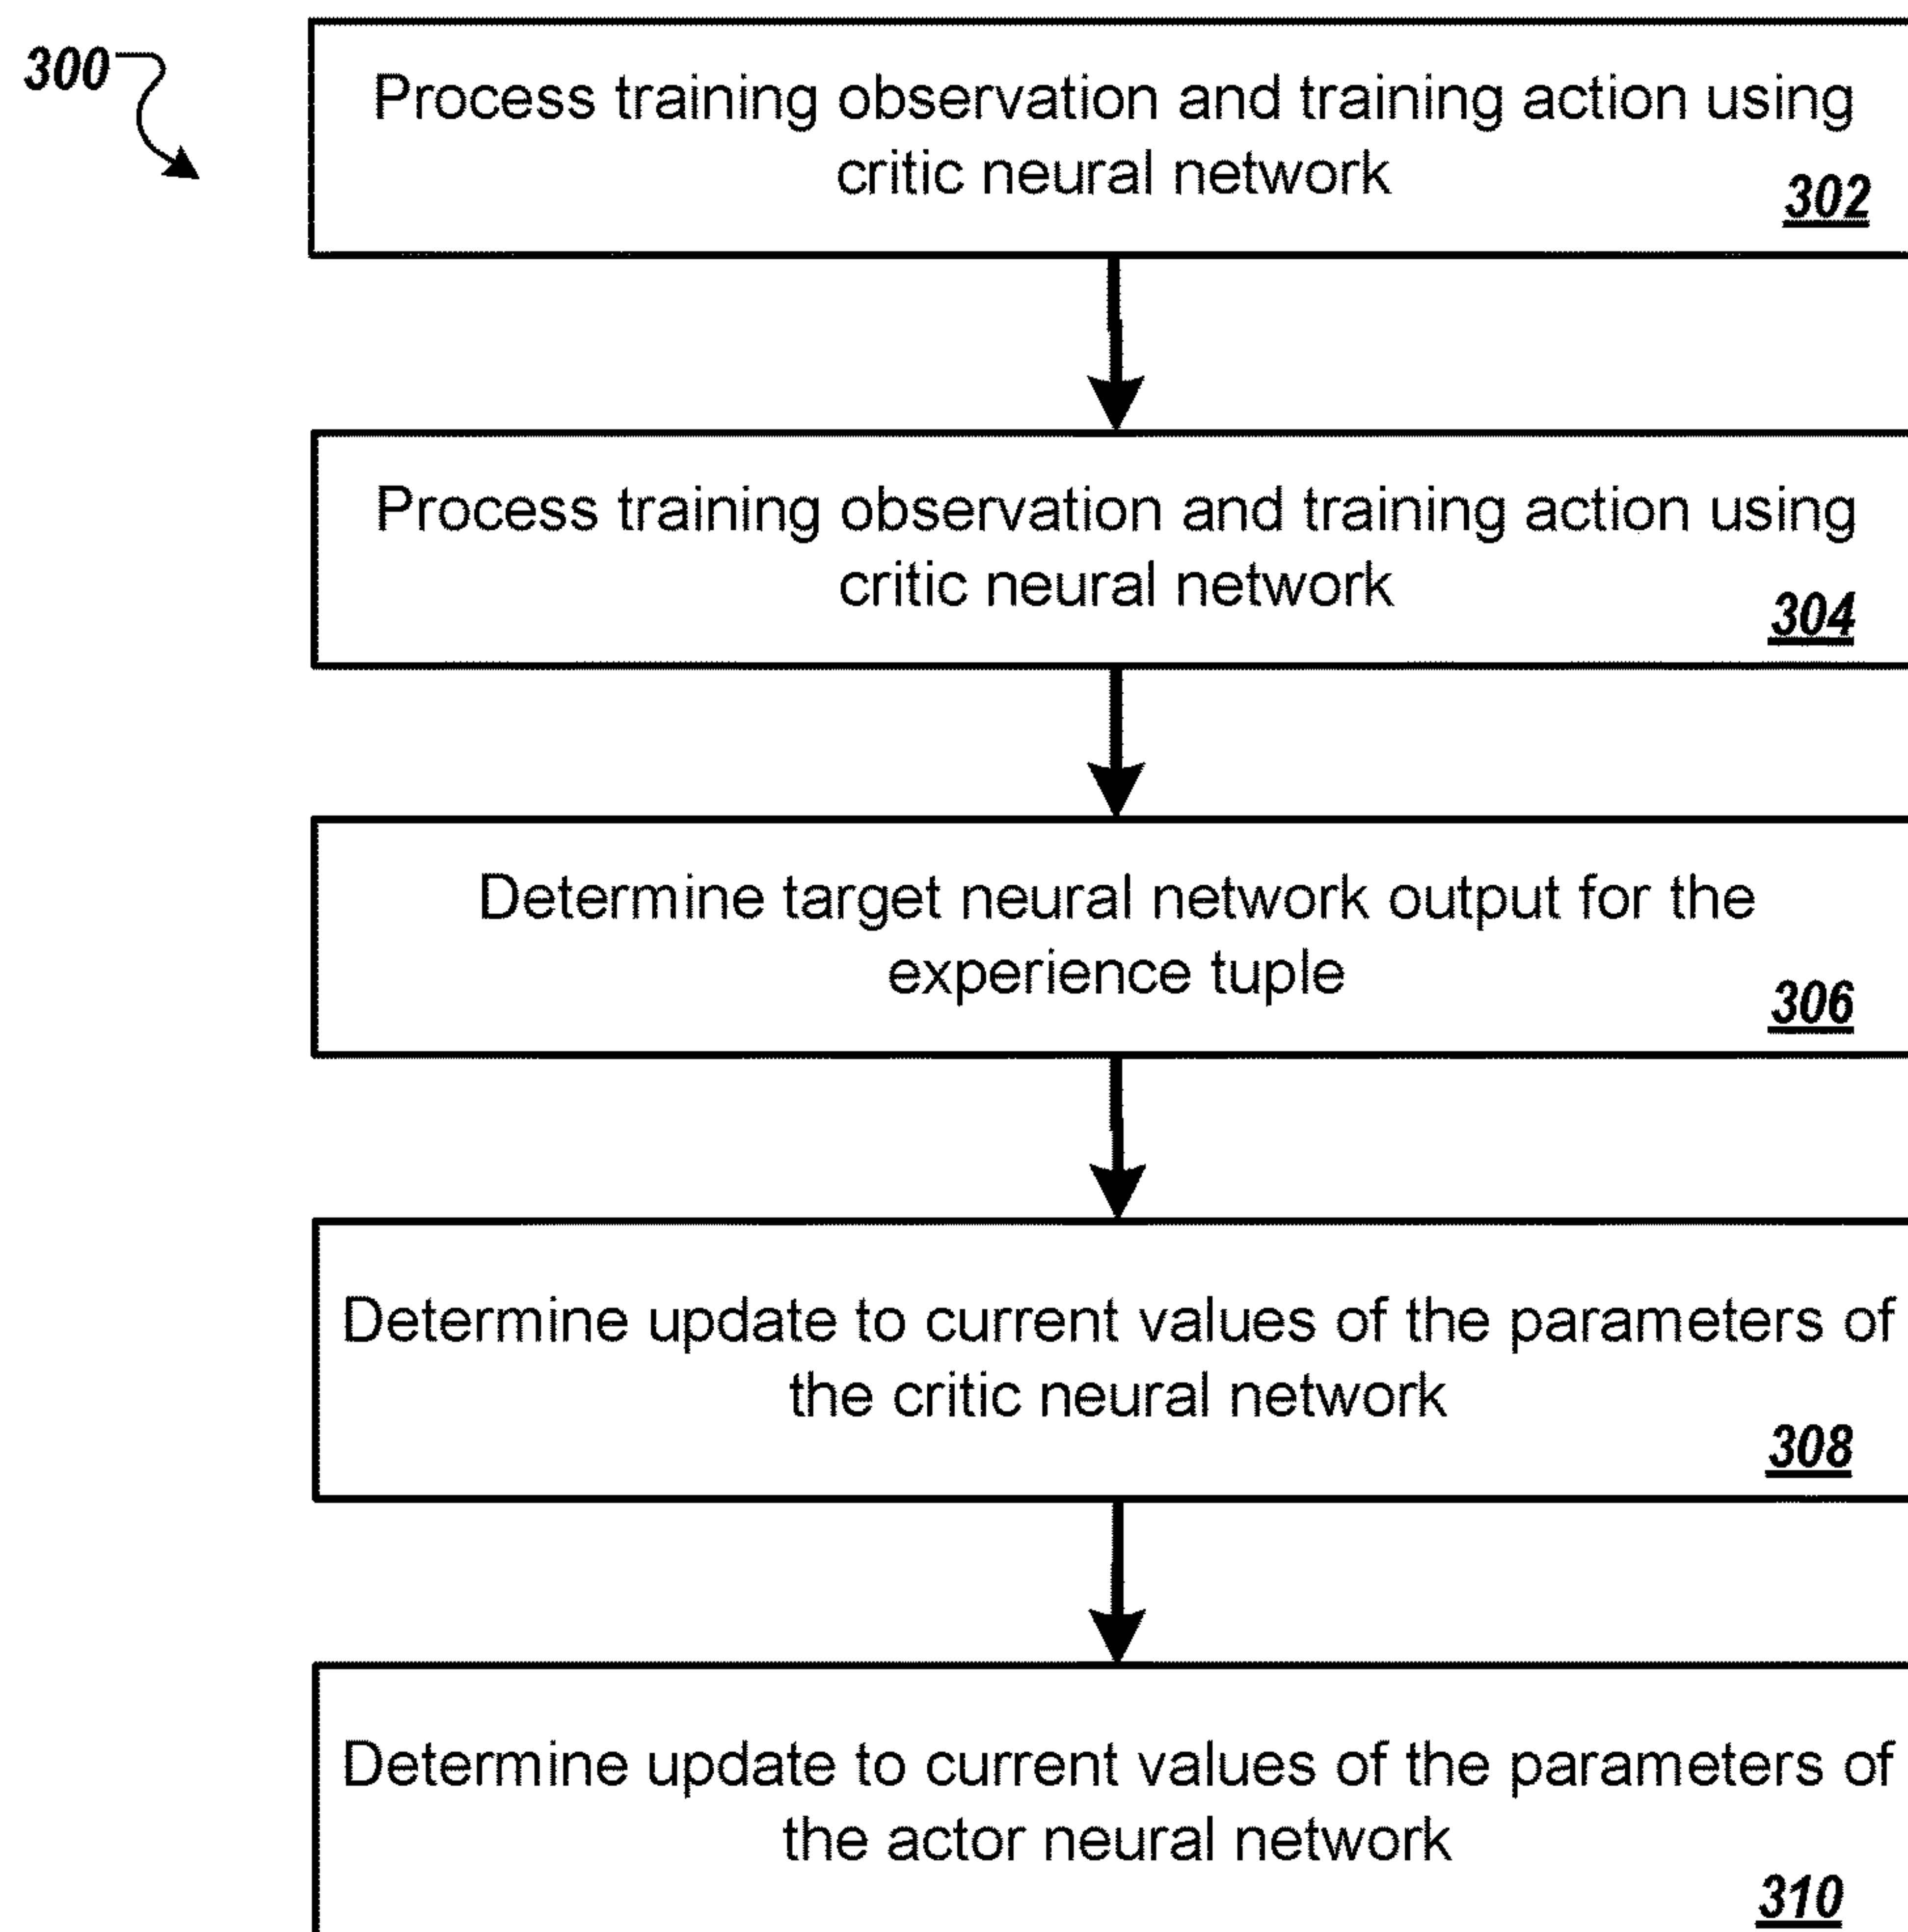 300
Process training observation and training action using
critic neural network
302
Process training observation and training action using
critic neural network
304
Determine target neural network output for the
experience tuple
306
Determine update to current values of the parameters of
the critic neural network
308
Determine update to current values of the parameters of
the actor neural network
310